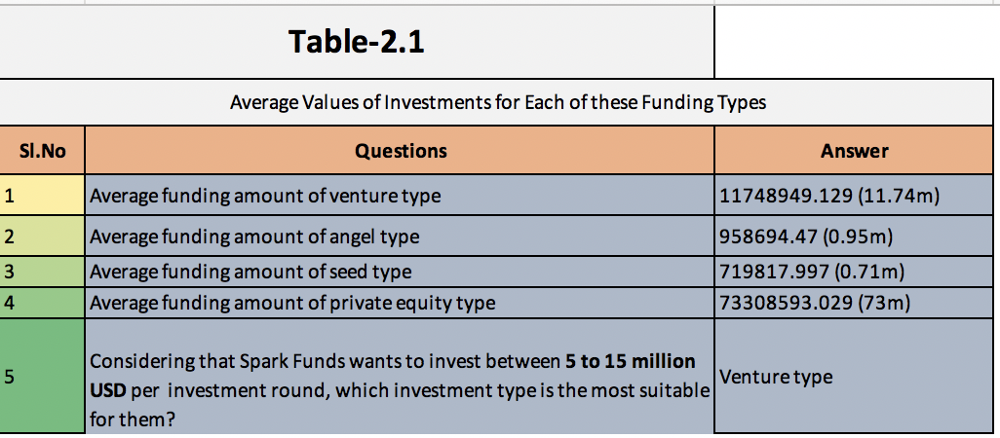 Table-2.1
Average Values of Investments for Each of these Funding Types
Sl.No Questions Answer
1 Average funding amount of venture type 11748949.129 (11.74m)
2 Average funding amount of angel type 958694.47 (0.95m)
3 Average funding amount of seed type 719817.997 (0.71m)
4 Average funding amount of private equity type 73308593.029 (73m)
5 Considering that Spark Funds wants to invest between 5 to 15 million
USD per investment round, which investment type is the most suitable
for them?
Venture type